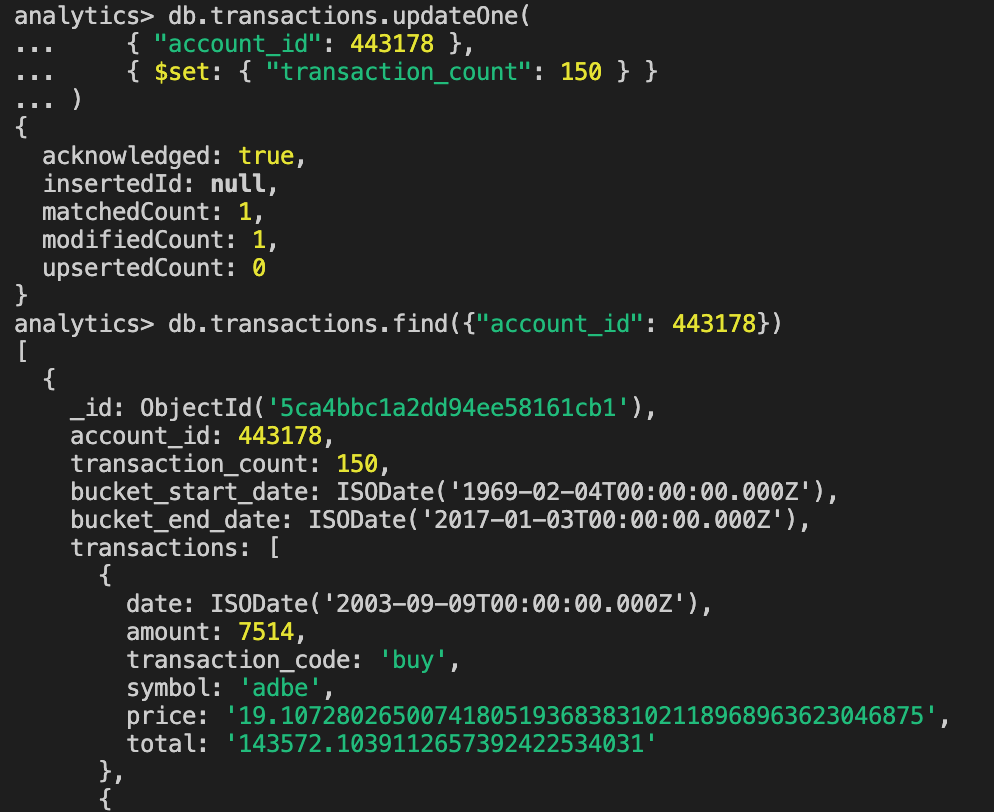 analytics> db.transactions.updateOne(
...     { "account_id": 443178 },
...     { $set: { "transaction_count": 150 } }
... )
{
  acknowledged: true,
  insertedId: null,
  matchedCount: 1,
  modifiedCount: 1,
  upsertedCount: 0
}
analytics> db.transactions.find({"account_id": 443178})
[
  {
    _id: ObjectId('5ca4bbc1a2dd94ee58161cb1'),
    account_id: 443178,
    transaction_count: 150,
    bucket_start_date: ISODate('1969-02-04T00:00:00.000Z'),
    bucket_end_date: ISODate('2017-01-03T00:00:00.000Z'),
    transactions: [
      {
        date: ISODate('2003-09-09T00:00:00.000Z'),
        amount: 7514,
        transaction_code: 'buy',
        symbol: 'adbe',
        price: '19.1072802650074180519368383102118968963623046875',
        total: '143572.1039112657392422534031'
      },
      {